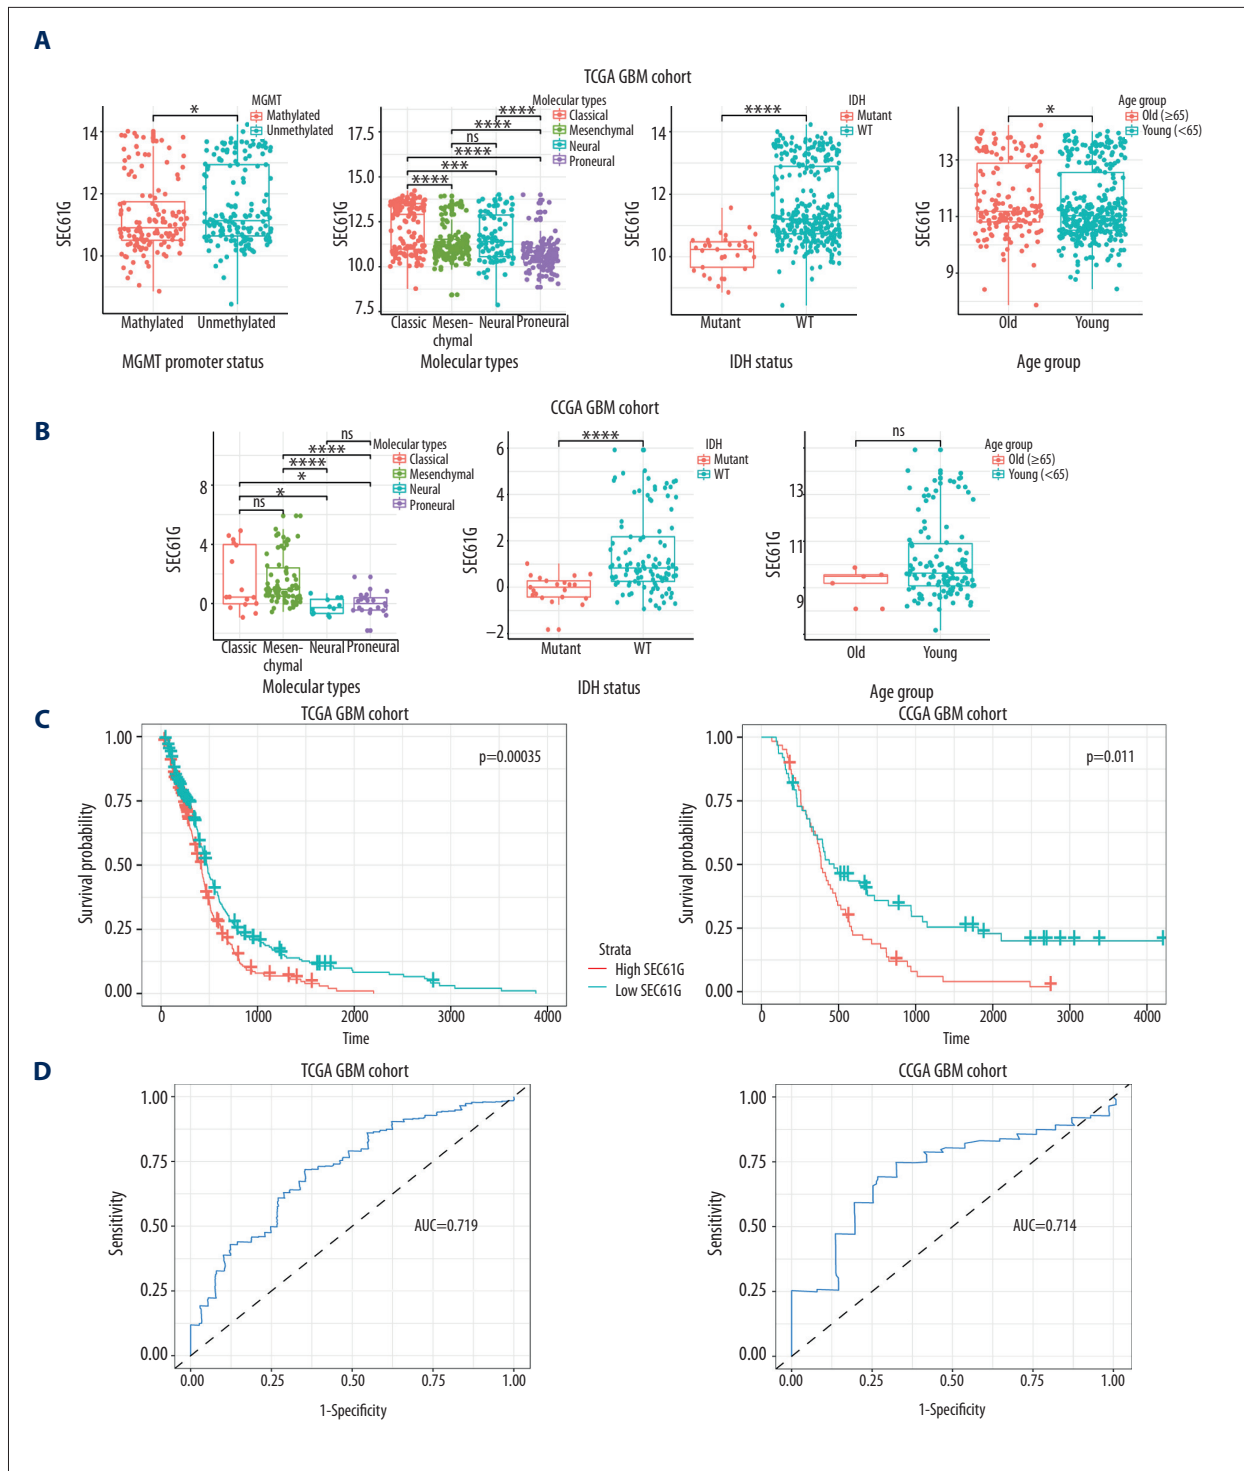 A
TCGA GBM cohort
MGMT
Mathylated
Unmethylated
*
SEC61G
14
12
10
Mathylated Unmethylated
MGMT promoter status
Molecular types
Classical
Mesenchymal
Neural
Proneural
****
****
ns
****
***
****
SEC61G
17.5
15.0
12.5
10.0
7.5
Classic Mesen-chymal Neural Proneural
Molecular types
IDH
Mutant
WT
****
SEC61G
14
12
10
Mutant WT
IDH status
Age group
Old (≥65)
Young (<65)
*
SEC61G
13
11
9
Old Young
Age group
B
CCGA GBM cohort
Molecular types
Classical
Mesenchymal
Neural
Proneural
ns
****
****
*
*
ns
SEC61G
8
4
0
Classic Mesen-chymal Neural Proneural
Molecular types
IDH
Mutant
WT
****
SEC61G
6
4
2
0
−2
Mutant WT
IDH status
Age group
Old (≥65)
Young (<65)
ns
SEC61G
13
11
9
Old Young
Age group
C
TCGA GBM cohort
p=0.00035
Survival probability
1.00
0.75
0.50
0.25
0.00
0 1000 2000 3000 4000
Time
Strata
High SEC61G
Low SEC61G
CCGA GBM cohort
p=0.011
Survival probability
1.00
0.75
0.50
0.25
0.00
0 500 1000 2000 3000 4000
Time
D
TCGA GBM cohort
Sensitivity
1.00
0.75
0.50
0.25
0.00
AUC=0.719
0.00 0.25 0.50 0.75 1.00
1-Specificity
CCGA GBM cohort
Sensitivity
1.00
0.75
0.50
0.25
0.00
AUC=0.714
0.00 0.25 0.50 0.75 1.00
1-Specificity